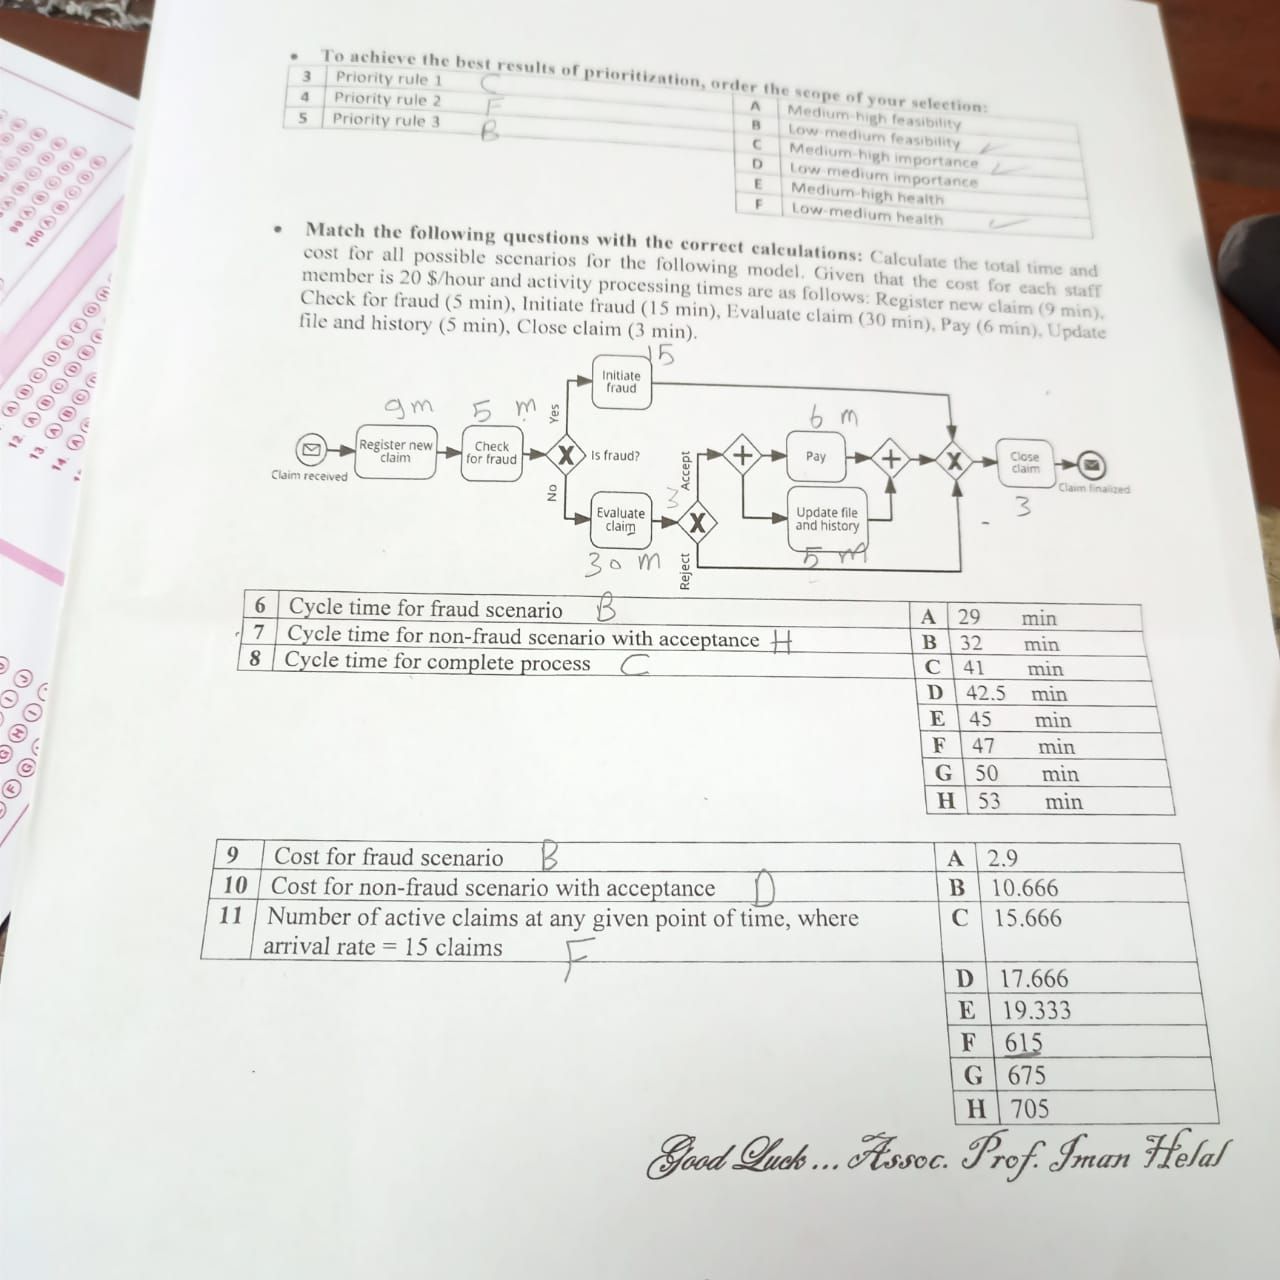 • To achieve the best results of prioritization, order the scope of your selection:
3 Priority rule 1 C
4 Priority rule 2 F
5 Priority rule 3 B
A Medium-high feasibility
B Low-medium feasibility
C Medium-high importance
D Low-medium importance
E Medium-high health
F Low-medium health
• Match the following questions with the correct calculations: Calculate the total time and
cost for all possible scenarios for the following model. Given that the cost for each staff
member is 20 $/hour and activity processing times are as follows: Register new claim (9 min),
Check for fraud (5 min), Initiate fraud (15 min), Evaluate claim (30 min), Pay (6 min), Update
file and history (5 min), Close claim (3 min).
15
Initiate
fraud
9m 5 m Yes 6 m
Claim received
Register new
claim
Check
for fraud
X Is fraud?
Accept
+
Pay
+
X
Close
claim
Claim finalized
3
No
Evaluate
claim
3
X
Update file
and history
30 m
Reject
5 m
6 Cycle time for fraud scenario B
7 Cycle time for non-fraud scenario with acceptance H
8 Cycle time for complete process C
A 29 min
B 32 min
C 41 min
D 42.5 min
E 45 min
F 47 min
G 50 min
H 53 min
9 Cost for fraud scenario B
10 Cost for non-fraud scenario with acceptance D
11 Number of active claims at any given point of time, where
arrival rate = 15 claims F
A 2.9
B 10.666
C 15.666
D 17.666
E 19.333
F 615
G 675
H 705
Good Luck... Assoc. Prof. Iman Helal
99 A B C D
100 A B C D
12. A B C D E F G H
13.
14.